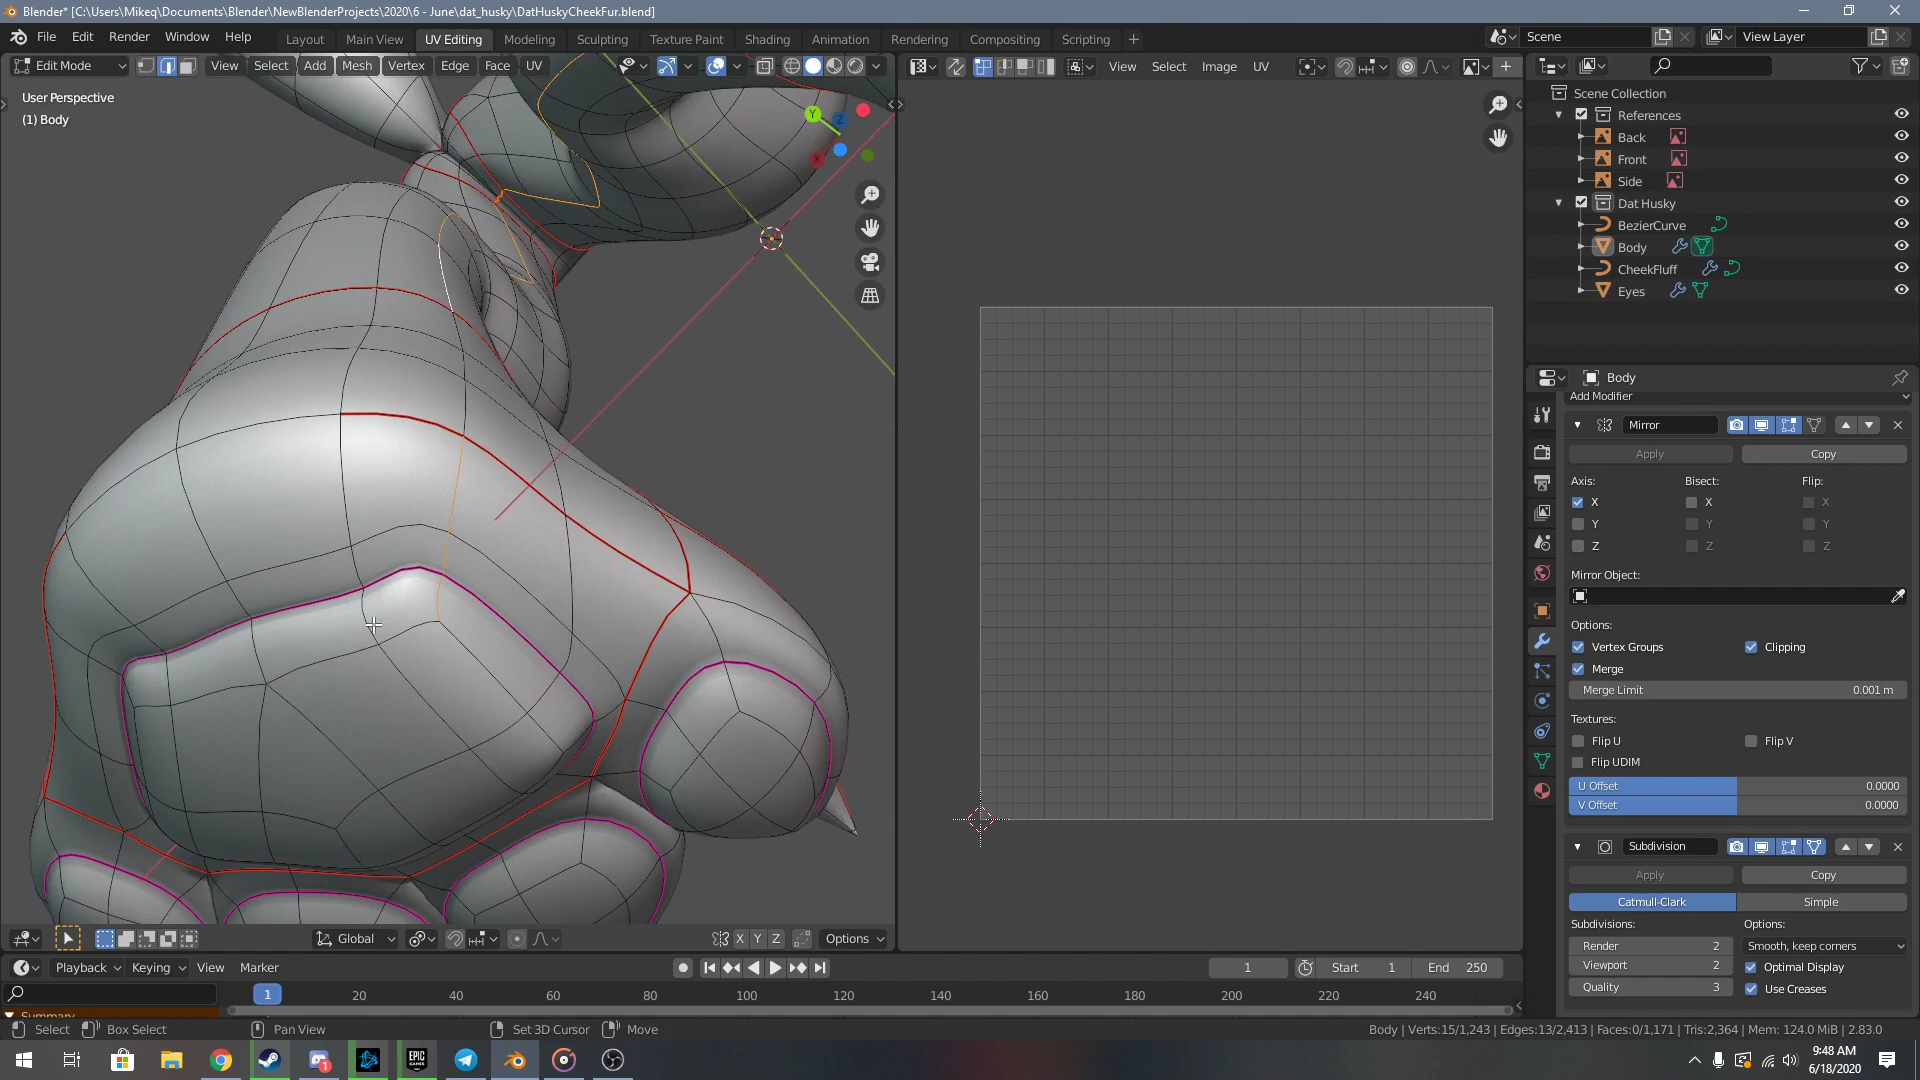 Blender* [C:\Users\Mikeq\Documents\Blender\NewBlenderProjects\2020\6 - June\dat_husky\DatHuskyCheekFur.blend]
File Edit Render Window Help Layout Main View UV Editing Modeling Sculpting Texture Paint Shading Animation Rendering Compositing Scripting + Scene View Layer
Edit Mode View Select Add Mesh Vertex Edge Face UV View Select Image UV
User Perspective
(1) Body
Y Z X
Scene Collection
References
Back
Front
Side
Dat Husky
BezierCurve
Body
CheekFluff
Eyes
Body
Add Modifier
Mirror
Apply Copy
Axis: Bisect: Flip:
X X X
Y Y Y
Z Z Z
Mirror Object:
Options:
Vertex Groups Clipping
Merge
Merge Limit 0.001 m
Textures:
Flip U Flip V
Flip UDIM
U Offset 0.0000
V Offset 0.0000
Subdivision
Apply Copy
Catmull-Clark Simple
Subdivisions: Options:
Render 2 Smooth, keep corners
Viewport 2 Optimal Display
Quality 3 Use Creases
Global X Y Z Options
Playback Keying View Marker 1 Start 1 End 250
1 20 40 60 80 100 120 140 160 180 200 220 240
Summary
Select Box Select Pan View Set 3D Cursor Move Body | Verts:15/1,243 | Edges:13/2,413 | Faces:0/1,171 | Tris:2,364 | Mem: 124.0 MiB | 2.83.0
EPIC GAMES
1
9:48 AM
6/18/2020